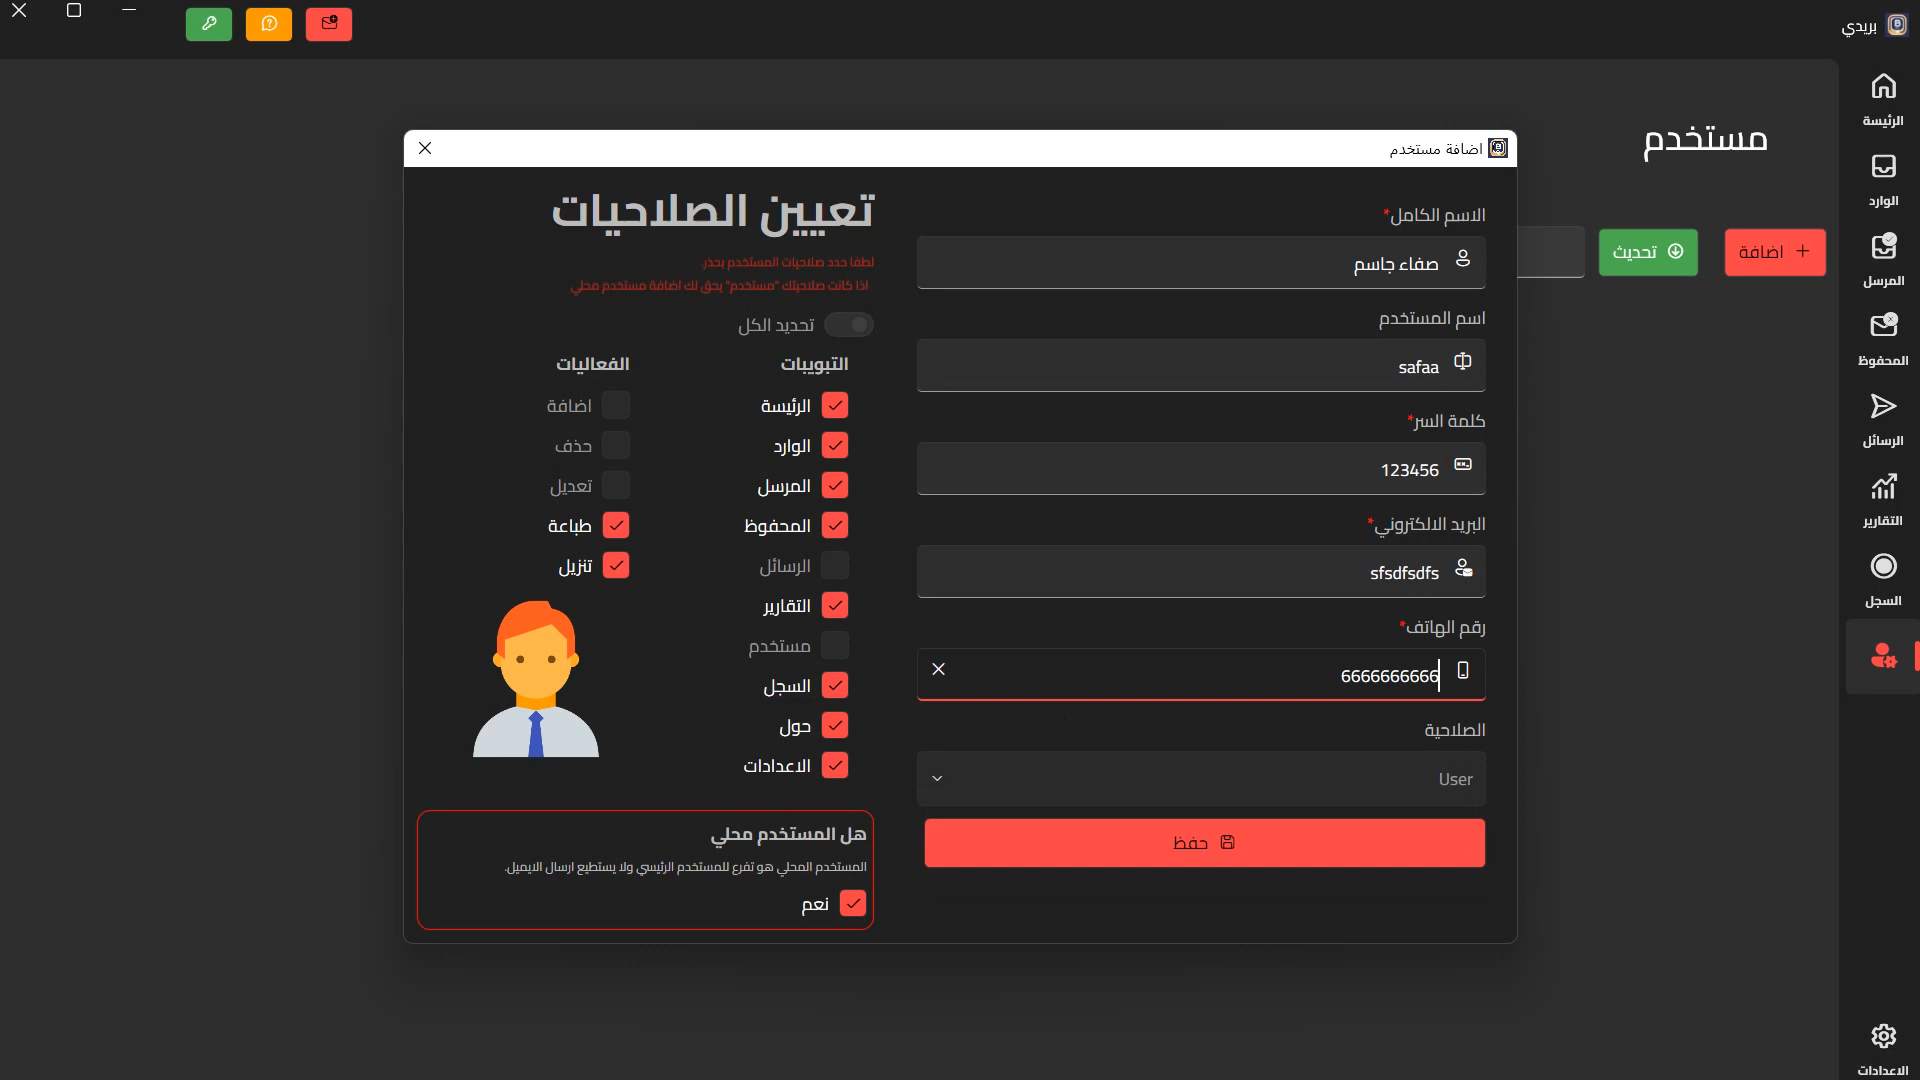 بريدي
الرئيسة
الوارد
المرسل
المحفوظ
الرسائل
التقارير
السجل
الاعدادات
مستخدم
اضافة
تحديث
اضافة مستخدم
الاسم الكامل*
صفاء جاسم
اسم المستخدم
safaa
كلمة السر*
123456
البريد الالكتروني*
sfsdfsdfs
رقم الهاتف*
6666666666
الصلاحية
User
حفظ
تعيين الصلاحيات
لطفا حدد صلاحيات المستخدم بحذر.
اذا كانت صلاحيتك "مستخدم" يحق لك اضافة مستخدم محلي
تحديد الكل
التبويبات
الرئيسة
الوارد
المرسل
المحفوظ
الرسائل
التقارير
مستخدم
السجل
حول
الاعدادات
الفعاليات
اضافة
حذف
تعديل
طباعة
تنزيل
هل المستخدم محلي
المستخدم المحلي هو تفرع للمستخدم الرئيسي ولا يستطيع ارسال الايميل.
نعم